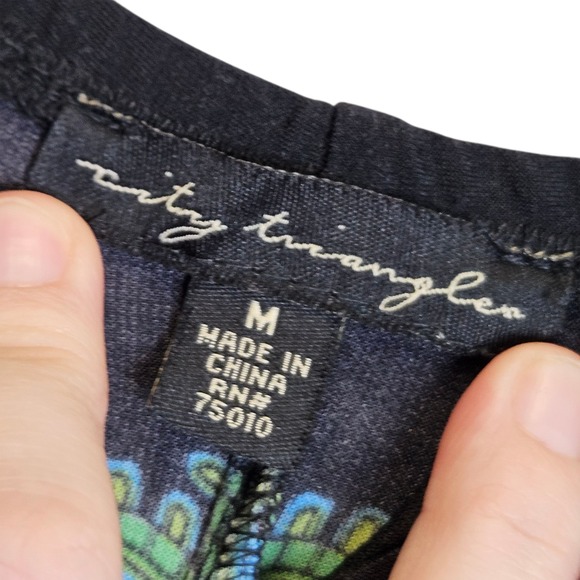 city triangles
M
MADE IN
CHINA
RN#
75010